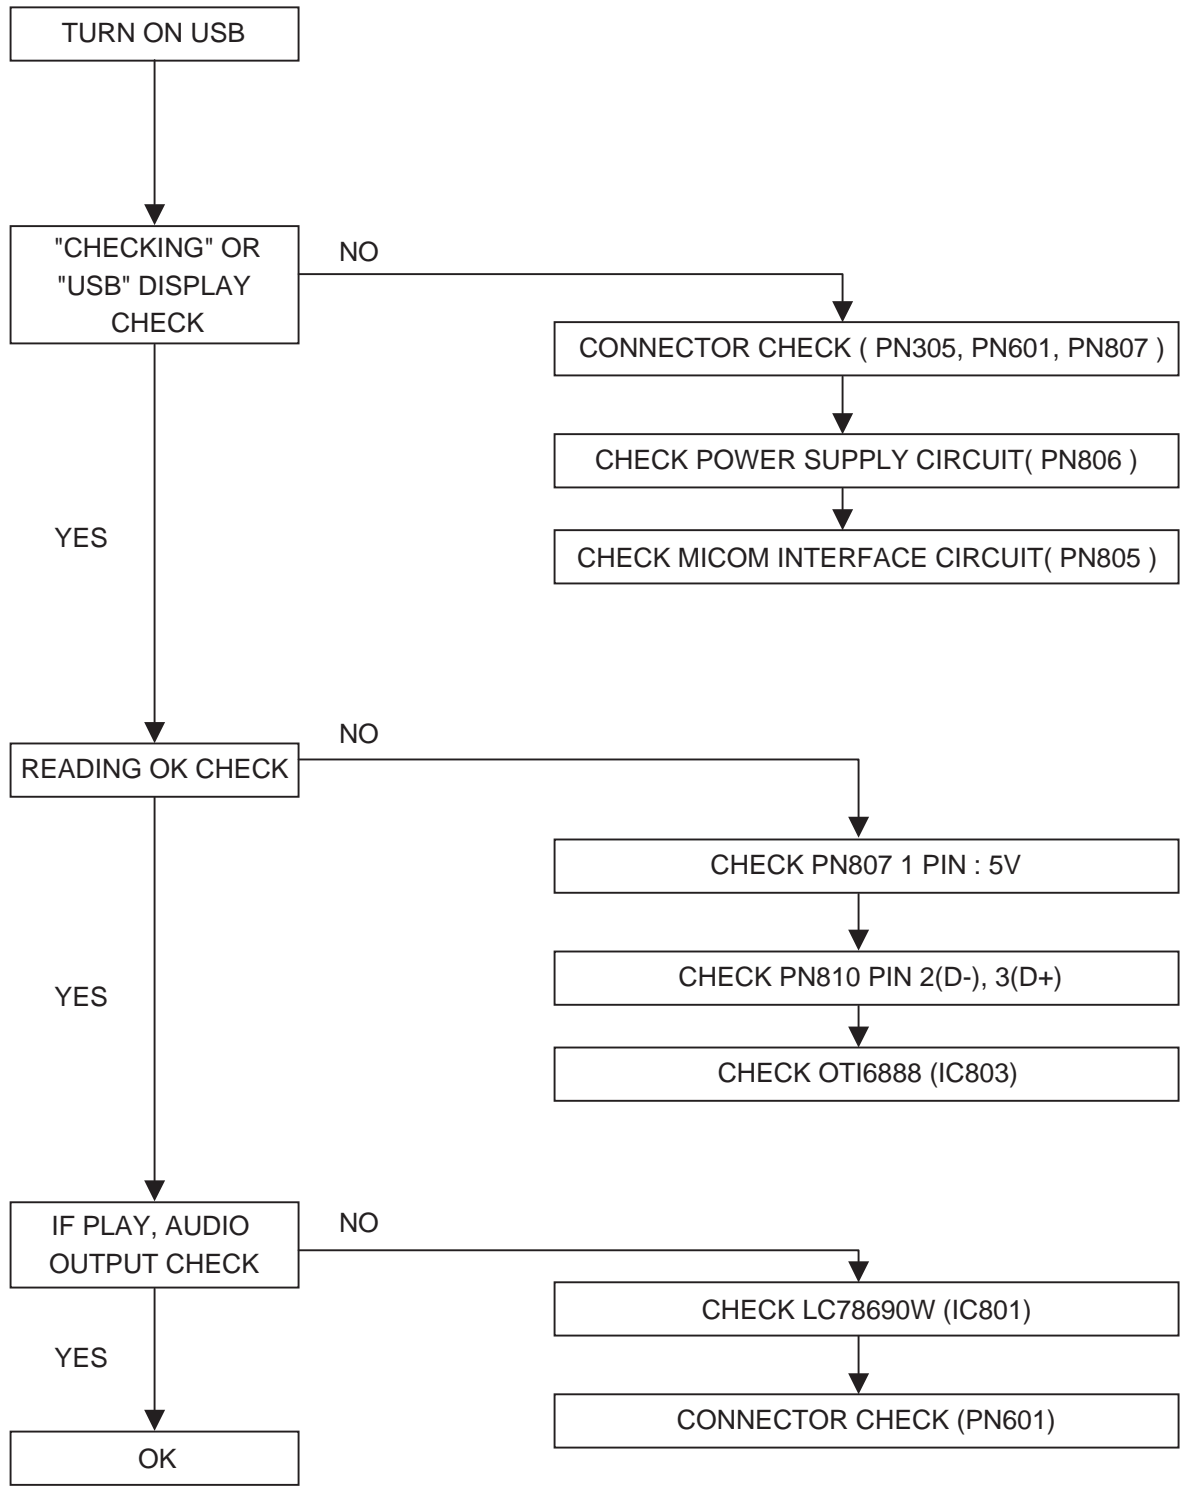 TURN ON USB
"CHECKING" OR
"USB" DISPLAY
CHECK
NO
CONNECTOR CHECK ( PN305, PN601, PN807 )
CHECK POWER SUPPLY CIRCUIT( PN806 )
YES
CHECK MICOM INTERFACE CIRCUIT( PN805 )
READING OK CHECK
NO
CHECK PN807 1 PIN : 5V
CHECK PN810 PIN 2(D-), 3(D+)
YES
CHECK OTI6888 (IC803)
IF PLAY, AUDIO
OUTPUT CHECK
NO
CHECK LC78690W (IC801)
YES
CONNECTOR CHECK (PN601)
OK